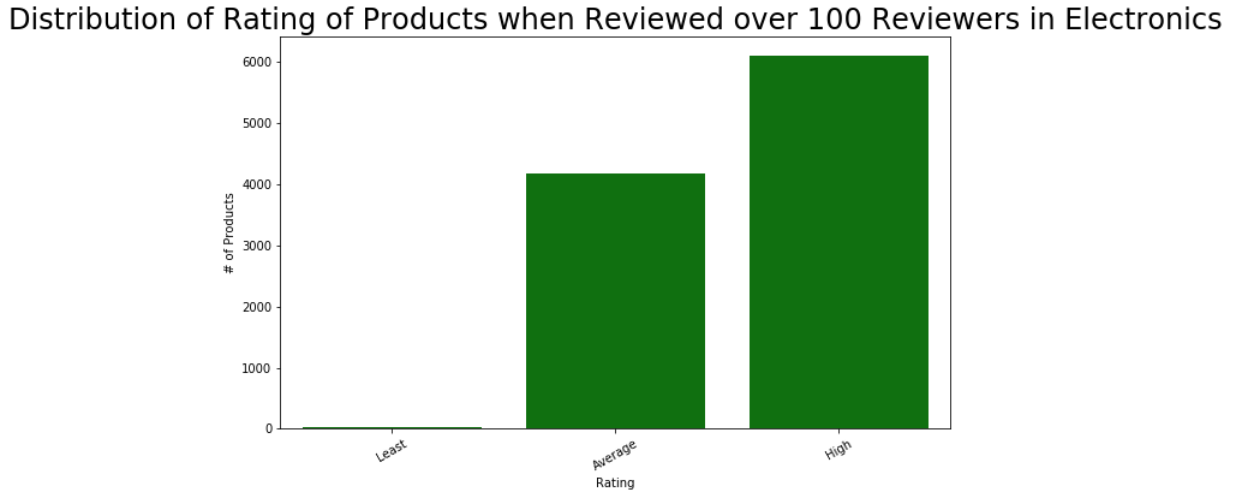 Distribution of Rating of Products when Reviewed over 100 Reviewers in Electronics
6000
5000
4000
3000
2000
1000
0
# of Products
Least
Average
High
Rating